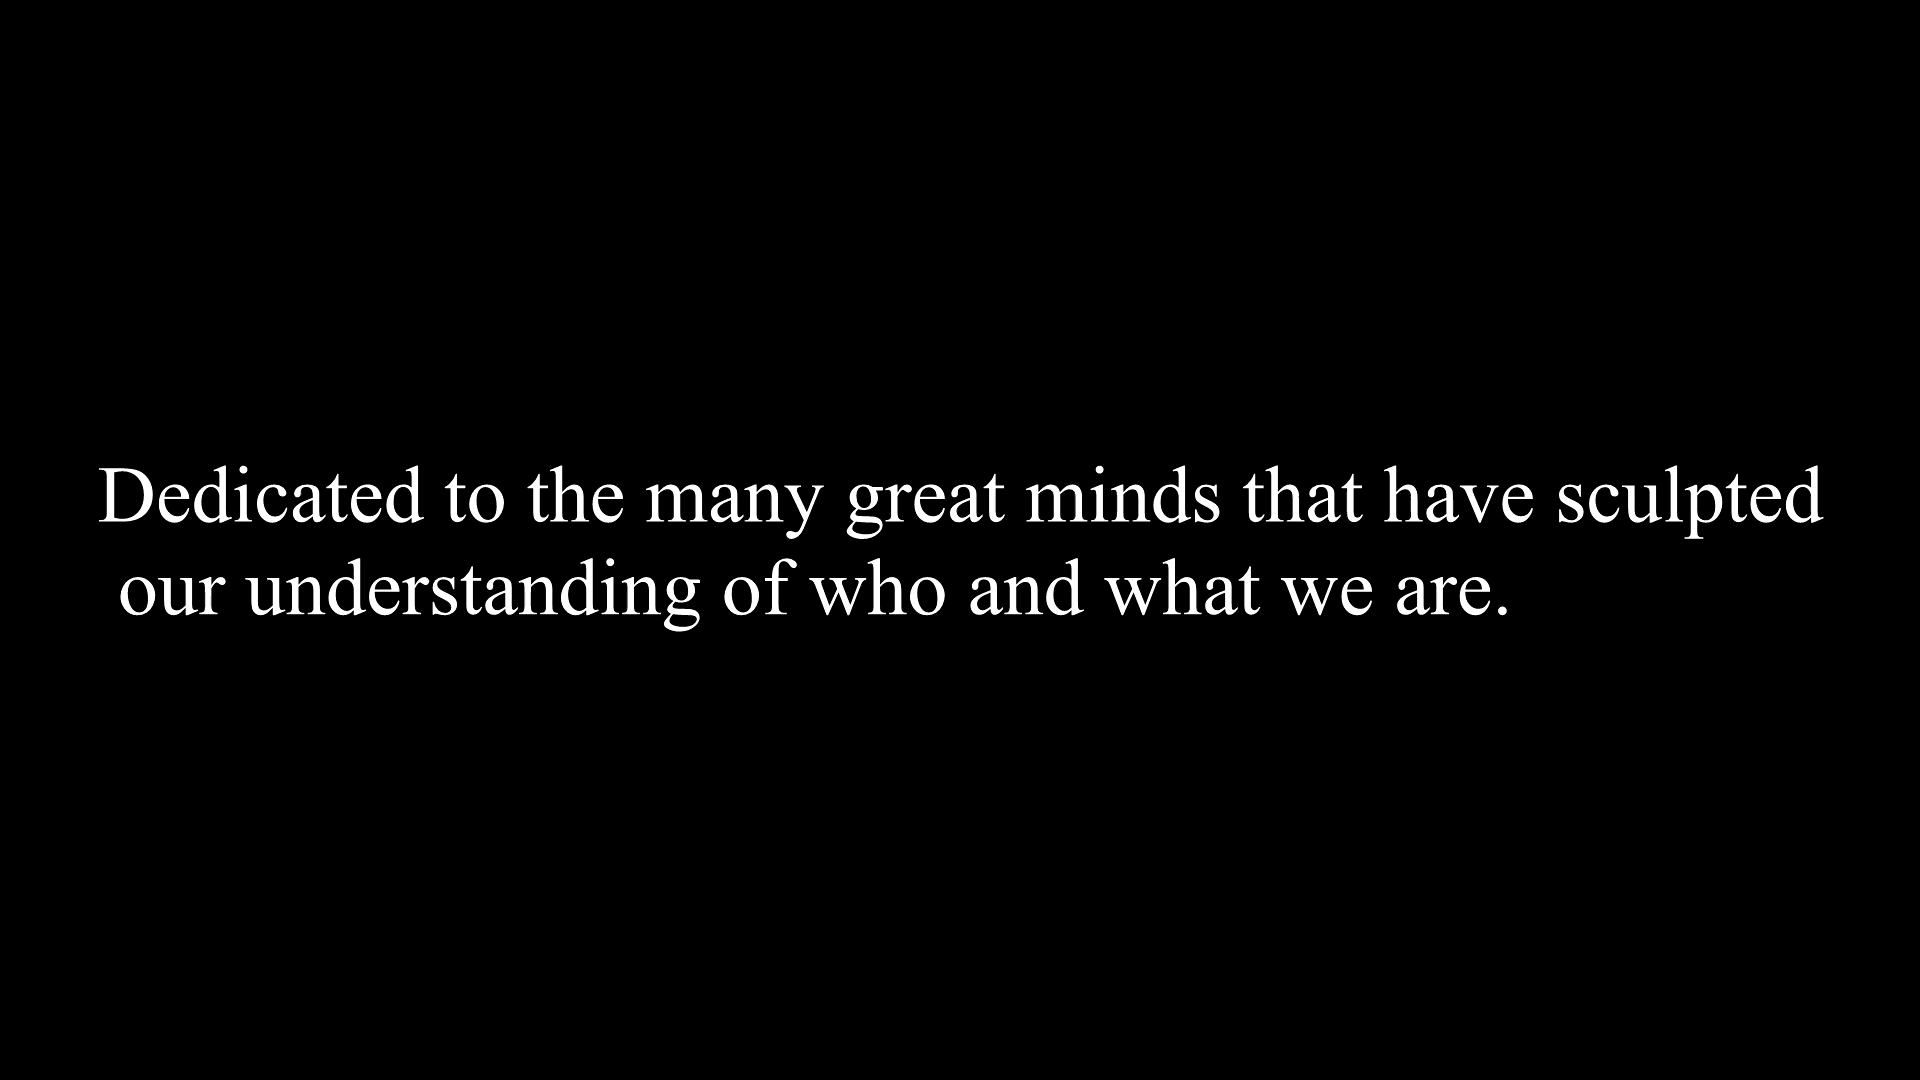 Dedicated to the many great minds that have sculpted
our understanding of who and what we are.